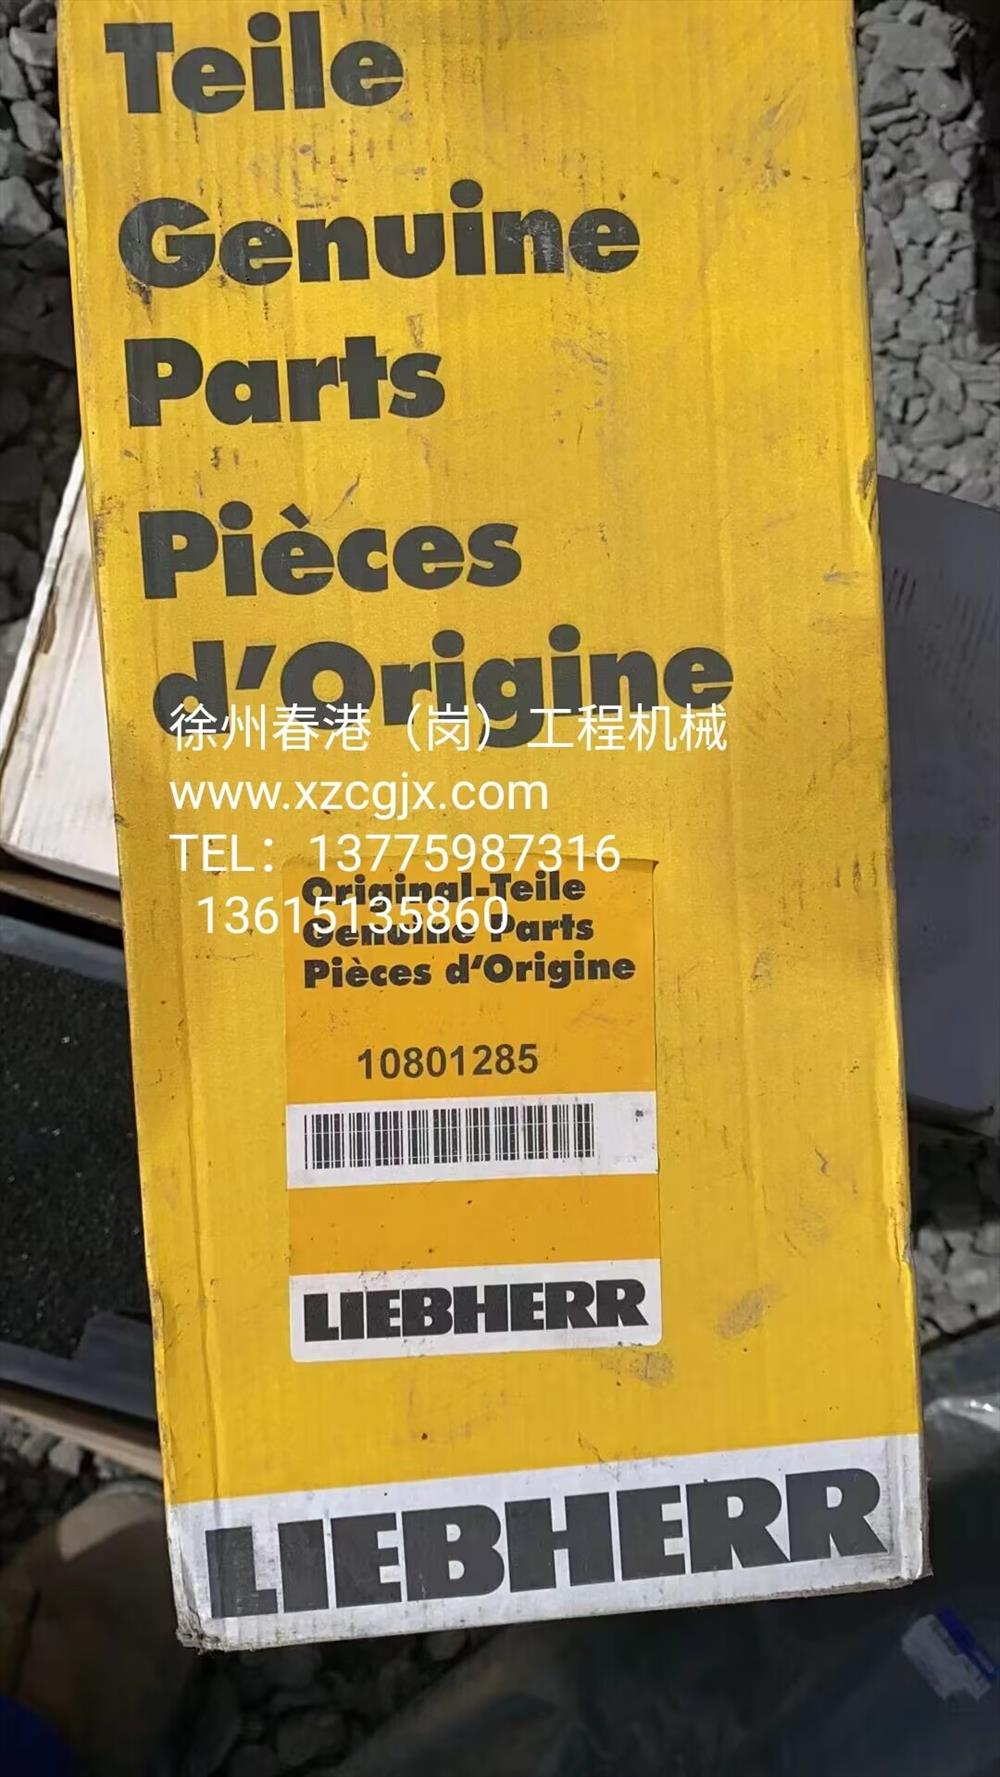 Teile
Genuine
Parts
Pièces
d'Origine
徐州春港（岗）工程机械
www.xzcgjx.com
TEL：13775987316
13615135860
Original-Teile
Genuine Parts
Pièces d'Origine
10801285
LIEBHERR
LIEBHERR